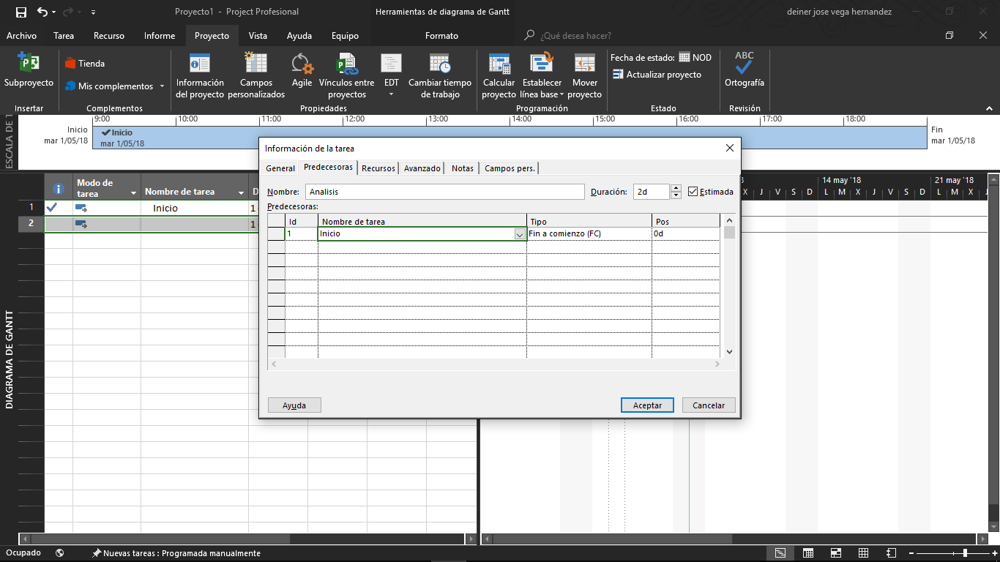 Proyecto1 - Project Profesional
Herramientas de diagrama de Gantt
deiner jose vega hernandez
Archivo Tarea Recurso Informe Proyecto Vista Ayuda Equipo Formato ¿Qué desea hacer?
Subproyecto
Tienda
Mis complementos
Información del proyecto
Campos personalizados
Agile
Vínculos entre proyectos
EDT
Cambiar tiempo de trabajo
Calcular proyecto
Establecer línea base
Mover proyecto
Fecha de estado: NOD
Actualizar proyecto
ABC
Ortografía
Insertar Complementos Propiedades Programación Estado Revisión
ESCALA DE T
9:00 10:00 11:00 12:00 13:00 14:00 15:00 16:00 17:00 18:00
Inicio
mar 1/05/18
Inicio
mar 1/05/18
Fin
mar 1/05/18
Información de la tarea
General Predecesoras Recursos Avanzado Notas Campos pers.
Nombre: Analisis Duración: 2d Estimada
Predecesoras:
Id Nombre de tarea Tipo Pos
1 Inicio Fin a comienzo (FC) 0d
Ayuda Aceptar Cancelar
Modo de tarea
Nombre de tarea
D
1 Inicio 1
2 1
8 14 may '18 21 may '18
X J V S D L M X J V S D L M X J
DIAGRAMA DE GANTT
Ocupado
Nuevas tareas : Programada manualmente